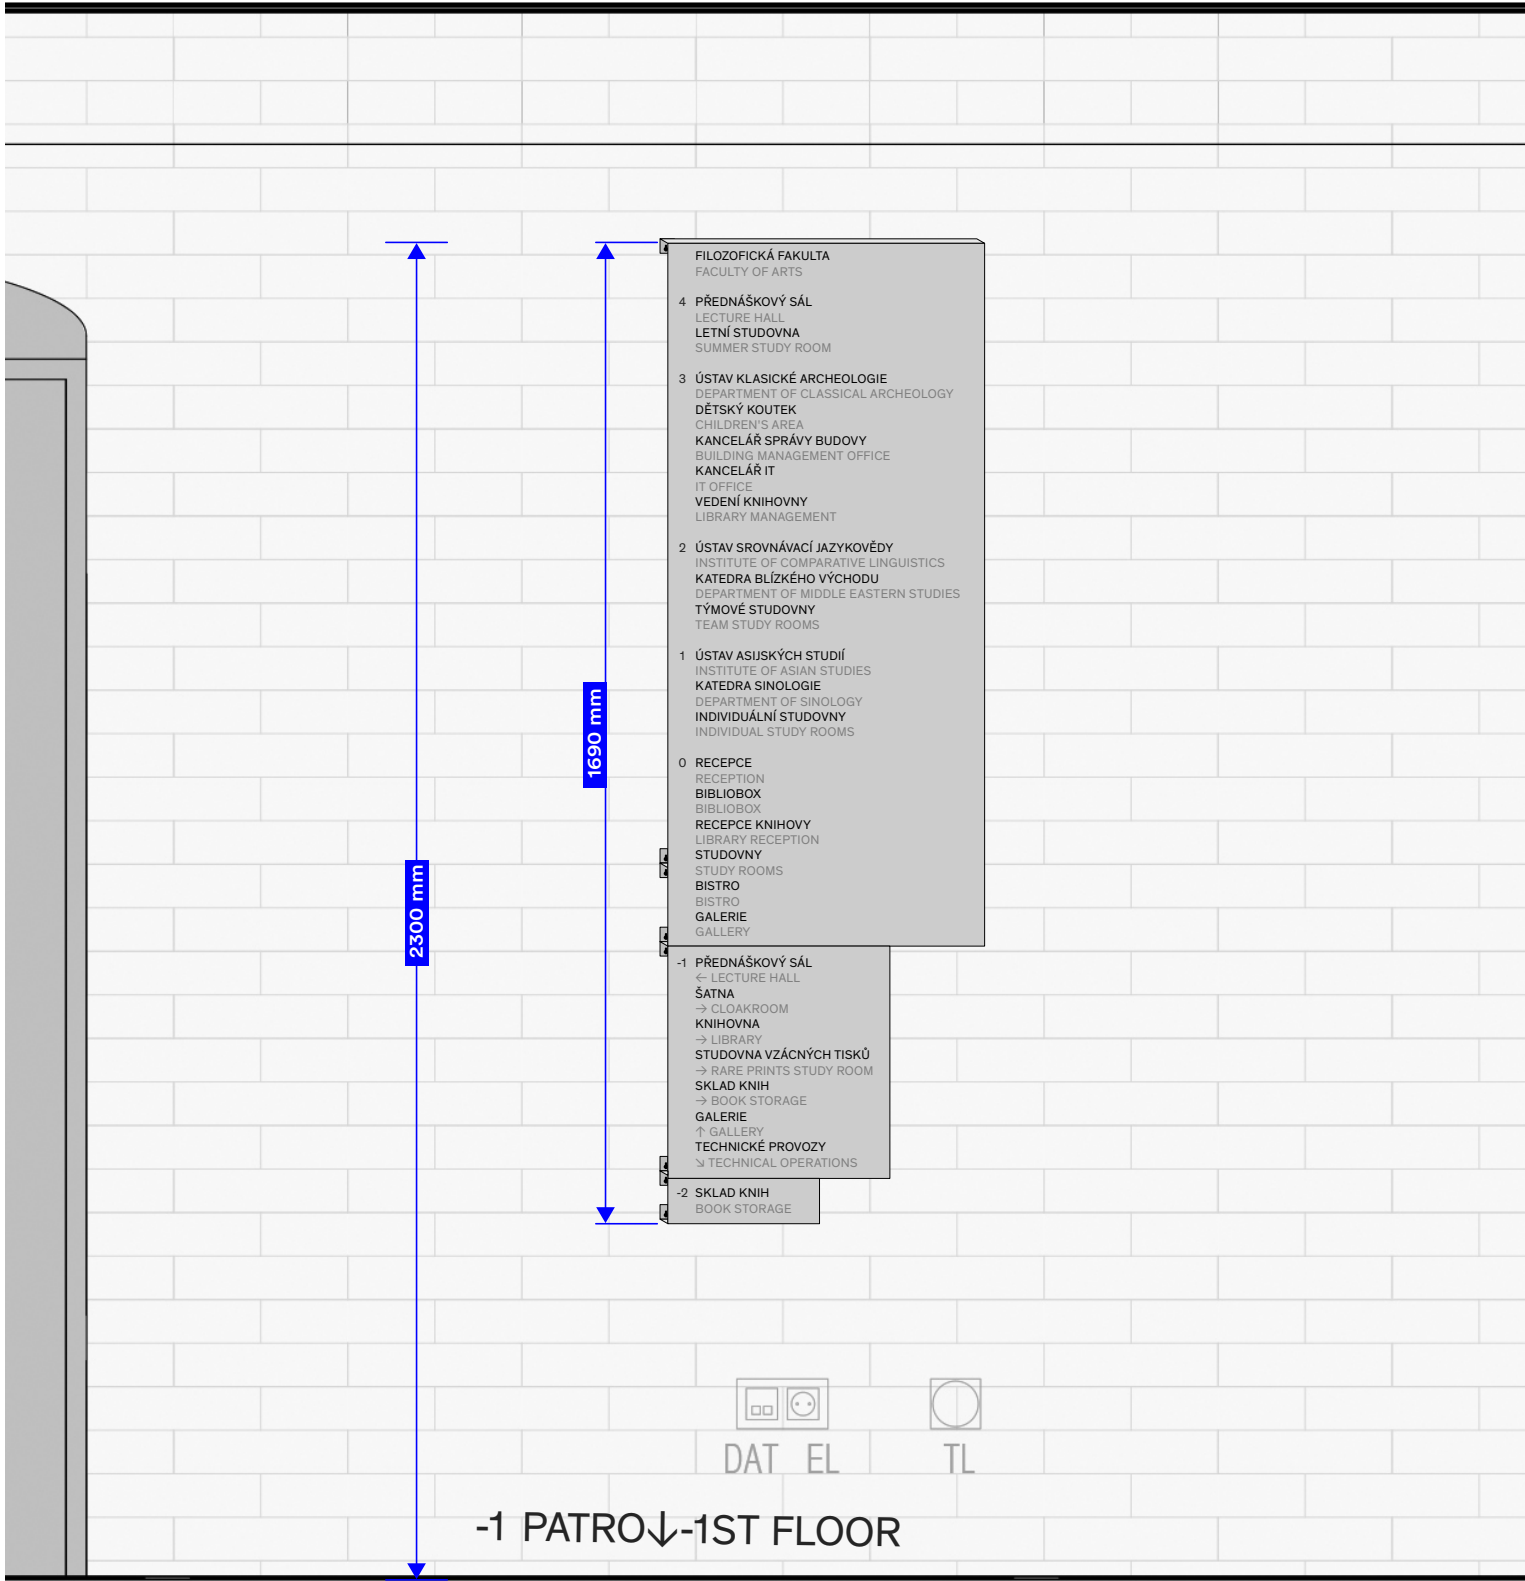 FILOZOFICKÁ FAKULTA
FACULTY OF ARTS
4 PŘEDNÁŠKOVÝ SÁL
LECTURE HALL
LETNÍ STUDOVNA
SUMMER STUDY ROOM
3 ÚSTAV KLASICKÉ ARCHEOLOGIE
DEPARTMENT OF CLASSICAL ARCHEOLOGY
DĚTSKÝ KOUTEK
CHILDREN'S AREA
KANCELÁŘ SPRÁVY BUDOVY
BUILDING MANAGEMENT OFFICE
KANCELÁŘ IT
IT OFFICE
VEDENÍ KNIHOVNY
LIBRARY MANAGEMENT
2 ÚSTAV SROVNÁVACÍ JAZYKOVĚDY
INSTITUTE OF COMPARATIVE LINGUISTICS
KATEDRA BLÍZKÉHO VÝCHODU
DEPARTMENT OF MIDDLE EASTERN STUDIES
TÝMOVÉ STUDOVNY
TEAM STUDY ROOMS
1 ÚSTAV ASIJSKÝCH STUDIÍ
INSTITUTE OF ASIAN STUDIES
KATEDRA SINOLOGIE
DEPARTMENT OF SINOLOGY
INDIVIDUÁLNÍ STUDOVNY
INDIVIDUAL STUDY ROOMS
0 RECEPCE
RECEPTION
BIBLIOBOX
BIBLIOBOX
RECEPCE KNIHOVY
LIBRARY RECEPTION
STUDOVNY
STUDY ROOMS
BISTRO
BISTRO
GALERIE
GALLERY
-1 PŘEDNÁŠKOVÝ SÁL
← LECTURE HALL
ŠATNA
→ CLOAKROOM
KNIHOVNA
→ LIBRARY
STUDOVNA VZÁCNÝCH TISKŮ
→ RARE PRINTS STUDY ROOM
SKLAD KNIH
→ BOOK STORAGE
GALERIE
↑ GALLERY
TECHNICKÉ PROVOZY
↘ TECHNICAL OPERATIONS
-2 SKLAD KNIH
BOOK STORAGE
1690 mm
2300 mm
DAT EL TL
-1 PATRO↓-1ST FLOOR